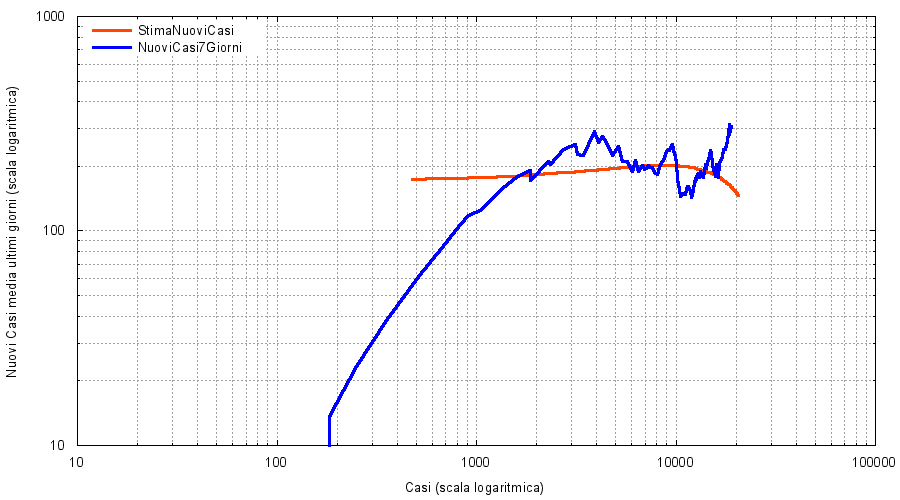 1000
StimaNuoviCasi
NuoviCasi7Giorni
Nuovi Casi media ultimi giorni (scala logaritmica)
100
10
10 100 1000 10000 100000
Casi (scala logaritmica)